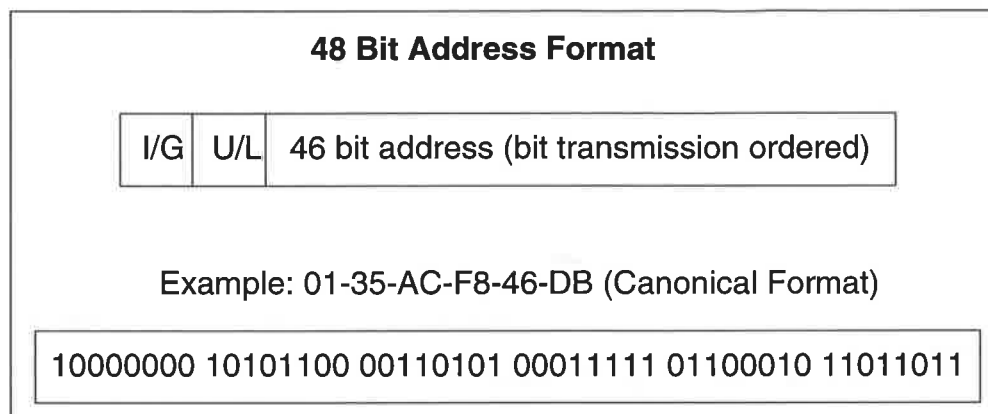 48 Bit Address Format
I/G U/L 46 bit address (bit transmission ordered)
Example: 01-35-AC-F8-46-DB (Canonical Format)
10000000 10101100 00110101 00011111 01100010 11011011